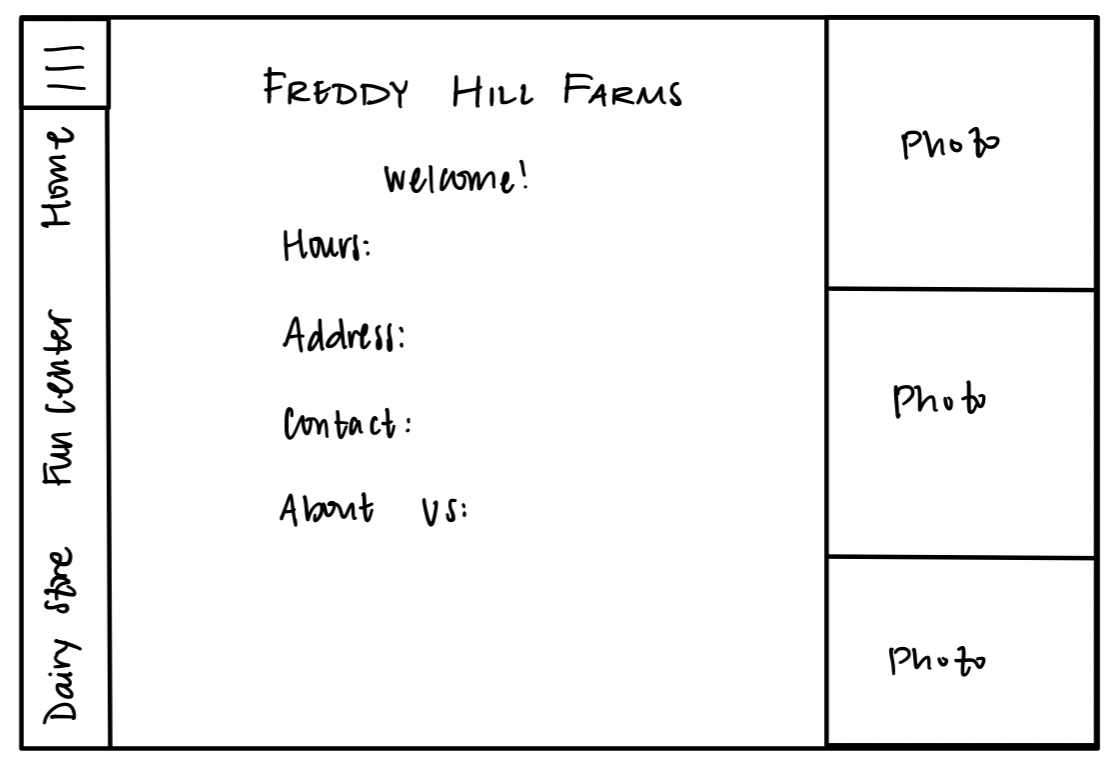 Home
Fun Center
Dairy Store
FREDDY HILL FARMS
Welcome!
Hours:
Address:
Contact:
About Us:
Photo
Photo
Photo